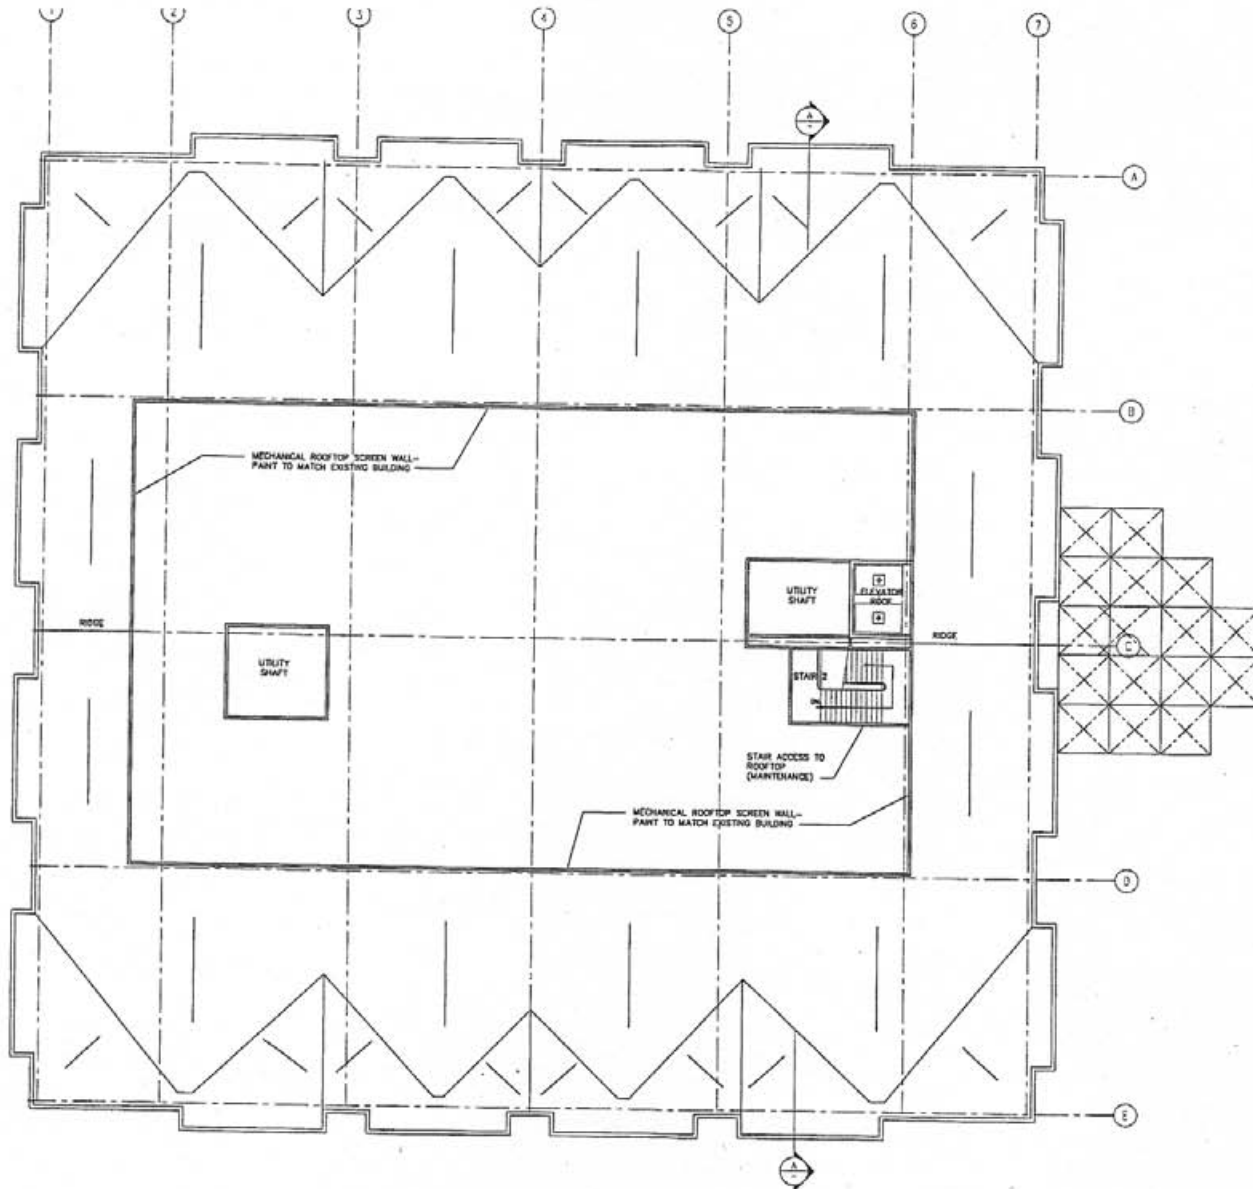 1 2 3 4 5 6 7
A
A
B
MECHANICAL ROOFTOP SCREEN WALL-
PAINT TO MATCH EXISTING BUILDING
UTILITY
SHAFT
ELEVATOR
ROOF
RIDGE
RIDGE
C
UTILITY
SHAFT
STAIR 2
DN
STAIR ACCESS TO
ROOFTOP
(MAINTENANCE)
MECHANICAL ROOFTOP SCREEN WALL-
PAINT TO MATCH EXISTING BUILDING
D
E
A